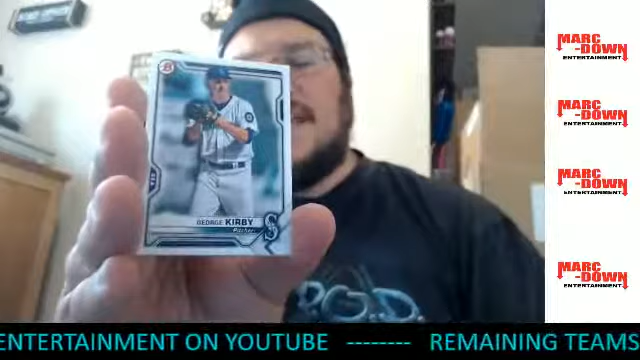 GEORGE KIRBY
Pitcher
P.O.D.
MARC
-DOWN
ENTERTAINMENT
MARC
-DOWN
ENTERTAINMENT
MARC
-DOWN
ENTERTAINMENT
MARC
-DOWN
ENTERTAINMENT
ENTERTAINMENT ON YOUTUBE -------- REMAINING TEAMS